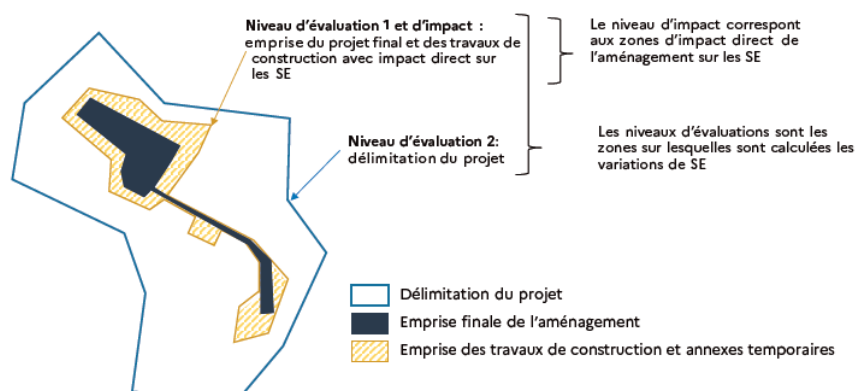 Niveau d’évaluation 1 et d’impact :
emprise du projet final et des travaux de
construction avec impact direct sur
les SE
Le niveau d’impact correspont
aux zones d’impact direct de
l’aménagement sur les SE
Niveau d’évaluation 2:
délimitation du projet
Les niveaux d’évaluations sont les
zones sur lesquelles sont calculées les
variations de SE
Délimitation du projet
Emprise finale de l’aménagement
Emprise des travaux de construction et annexes temporaires